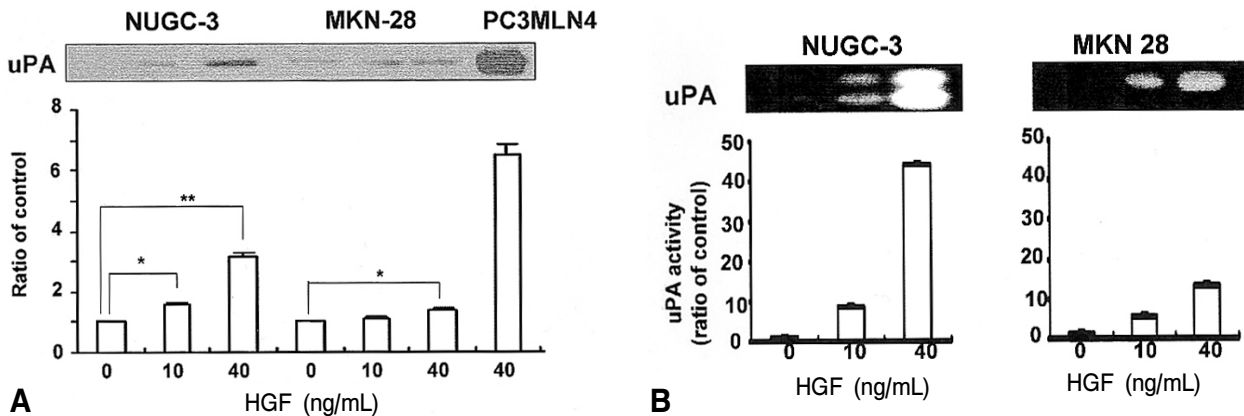 NUGC-3 MKN-28 PC3MLN4
uPA
Ratio of control
8
6
4
2
0
*
**
*
0 10 40 0 10 40 40
HGF (ng/mL)
A
NUGC-3
uPA
uPA activity
(ratio of control)
50
40
30
20
10
0
0 10 40
HGF (ng/mL)
MKN 28
50
40
30
20
10
0
0 10 40
HGF (ng/mL)
B